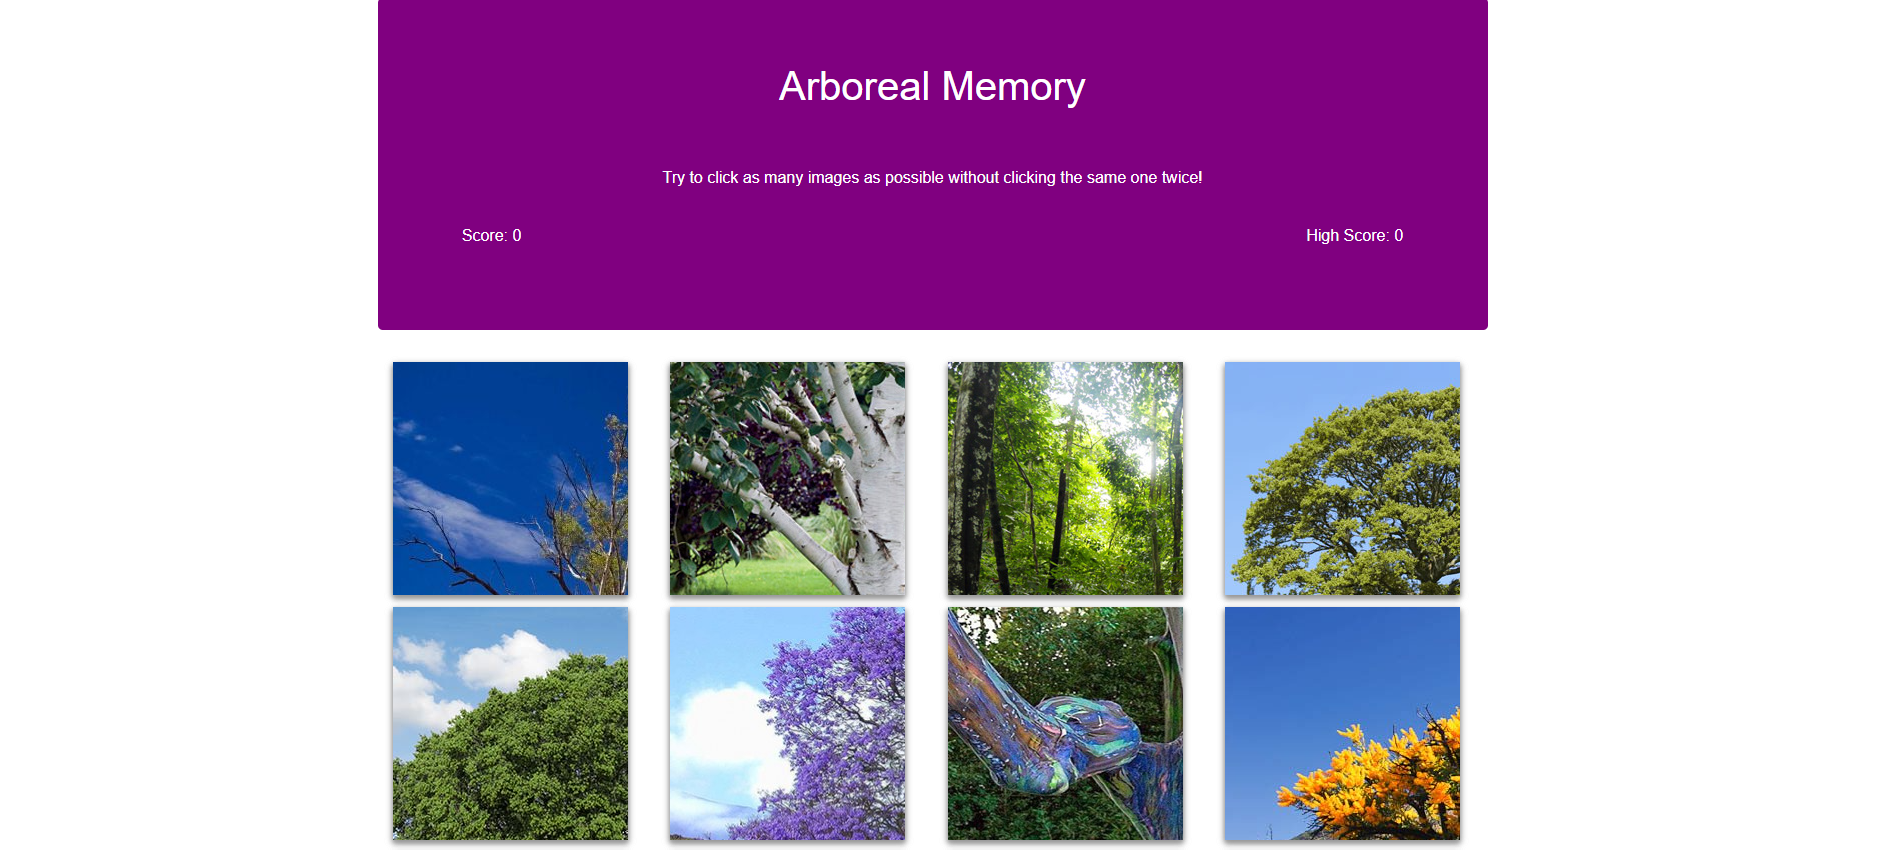 Arboreal Memory
Try to click as many images as possible without clicking the same one twice!
Score: 0
High Score: 0